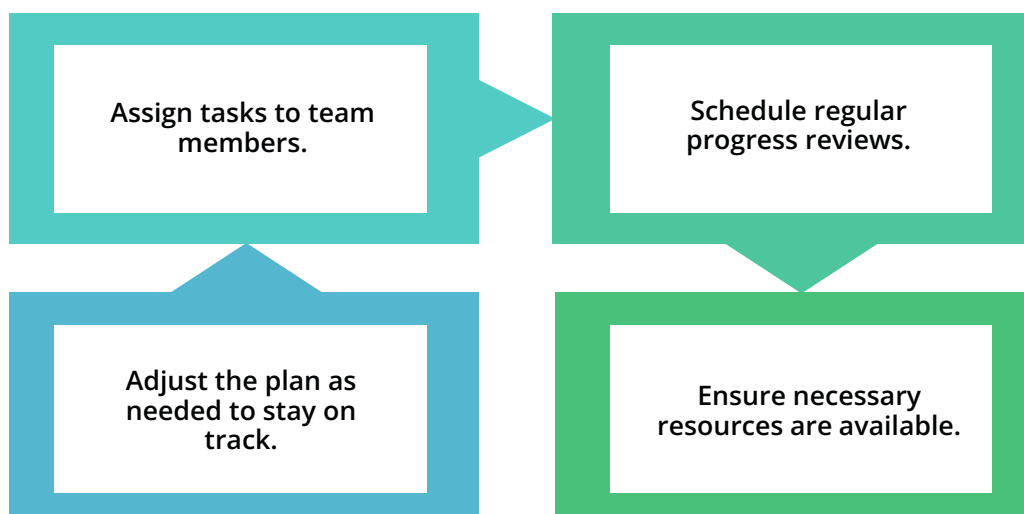 Assign tasks to team
members.
Schedule regular
progress reviews.
Adjust the plan as
needed to stay on
track.
Ensure necessary
resources are available.